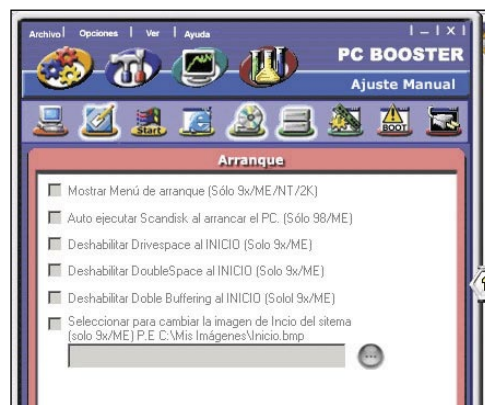 Archivo Opciones Ver Ayuda
PC BOOSTER
Ajuste Manual
Start
BOOT
Arranque
Mostrar Menú de arranque (Sólo 9x/ME/NT/2K)
Auto ejecutar Scandisk al arrancar el PC. (Sólo 98/ME)
Deshabilitar Drivespace al INICIO (Solo 9x/ME)
Deshabilitar DoubleSpace al INICIO (Solo 9x/ME)
Deshabilitar Doble Buffering al INICIO (Solol 9x/ME)
Seleccionar para cambiar la imagen de Incio del sitema
(solo 9x/ME) P.E C:\Mis Imágenes\Inicio.bmp
...